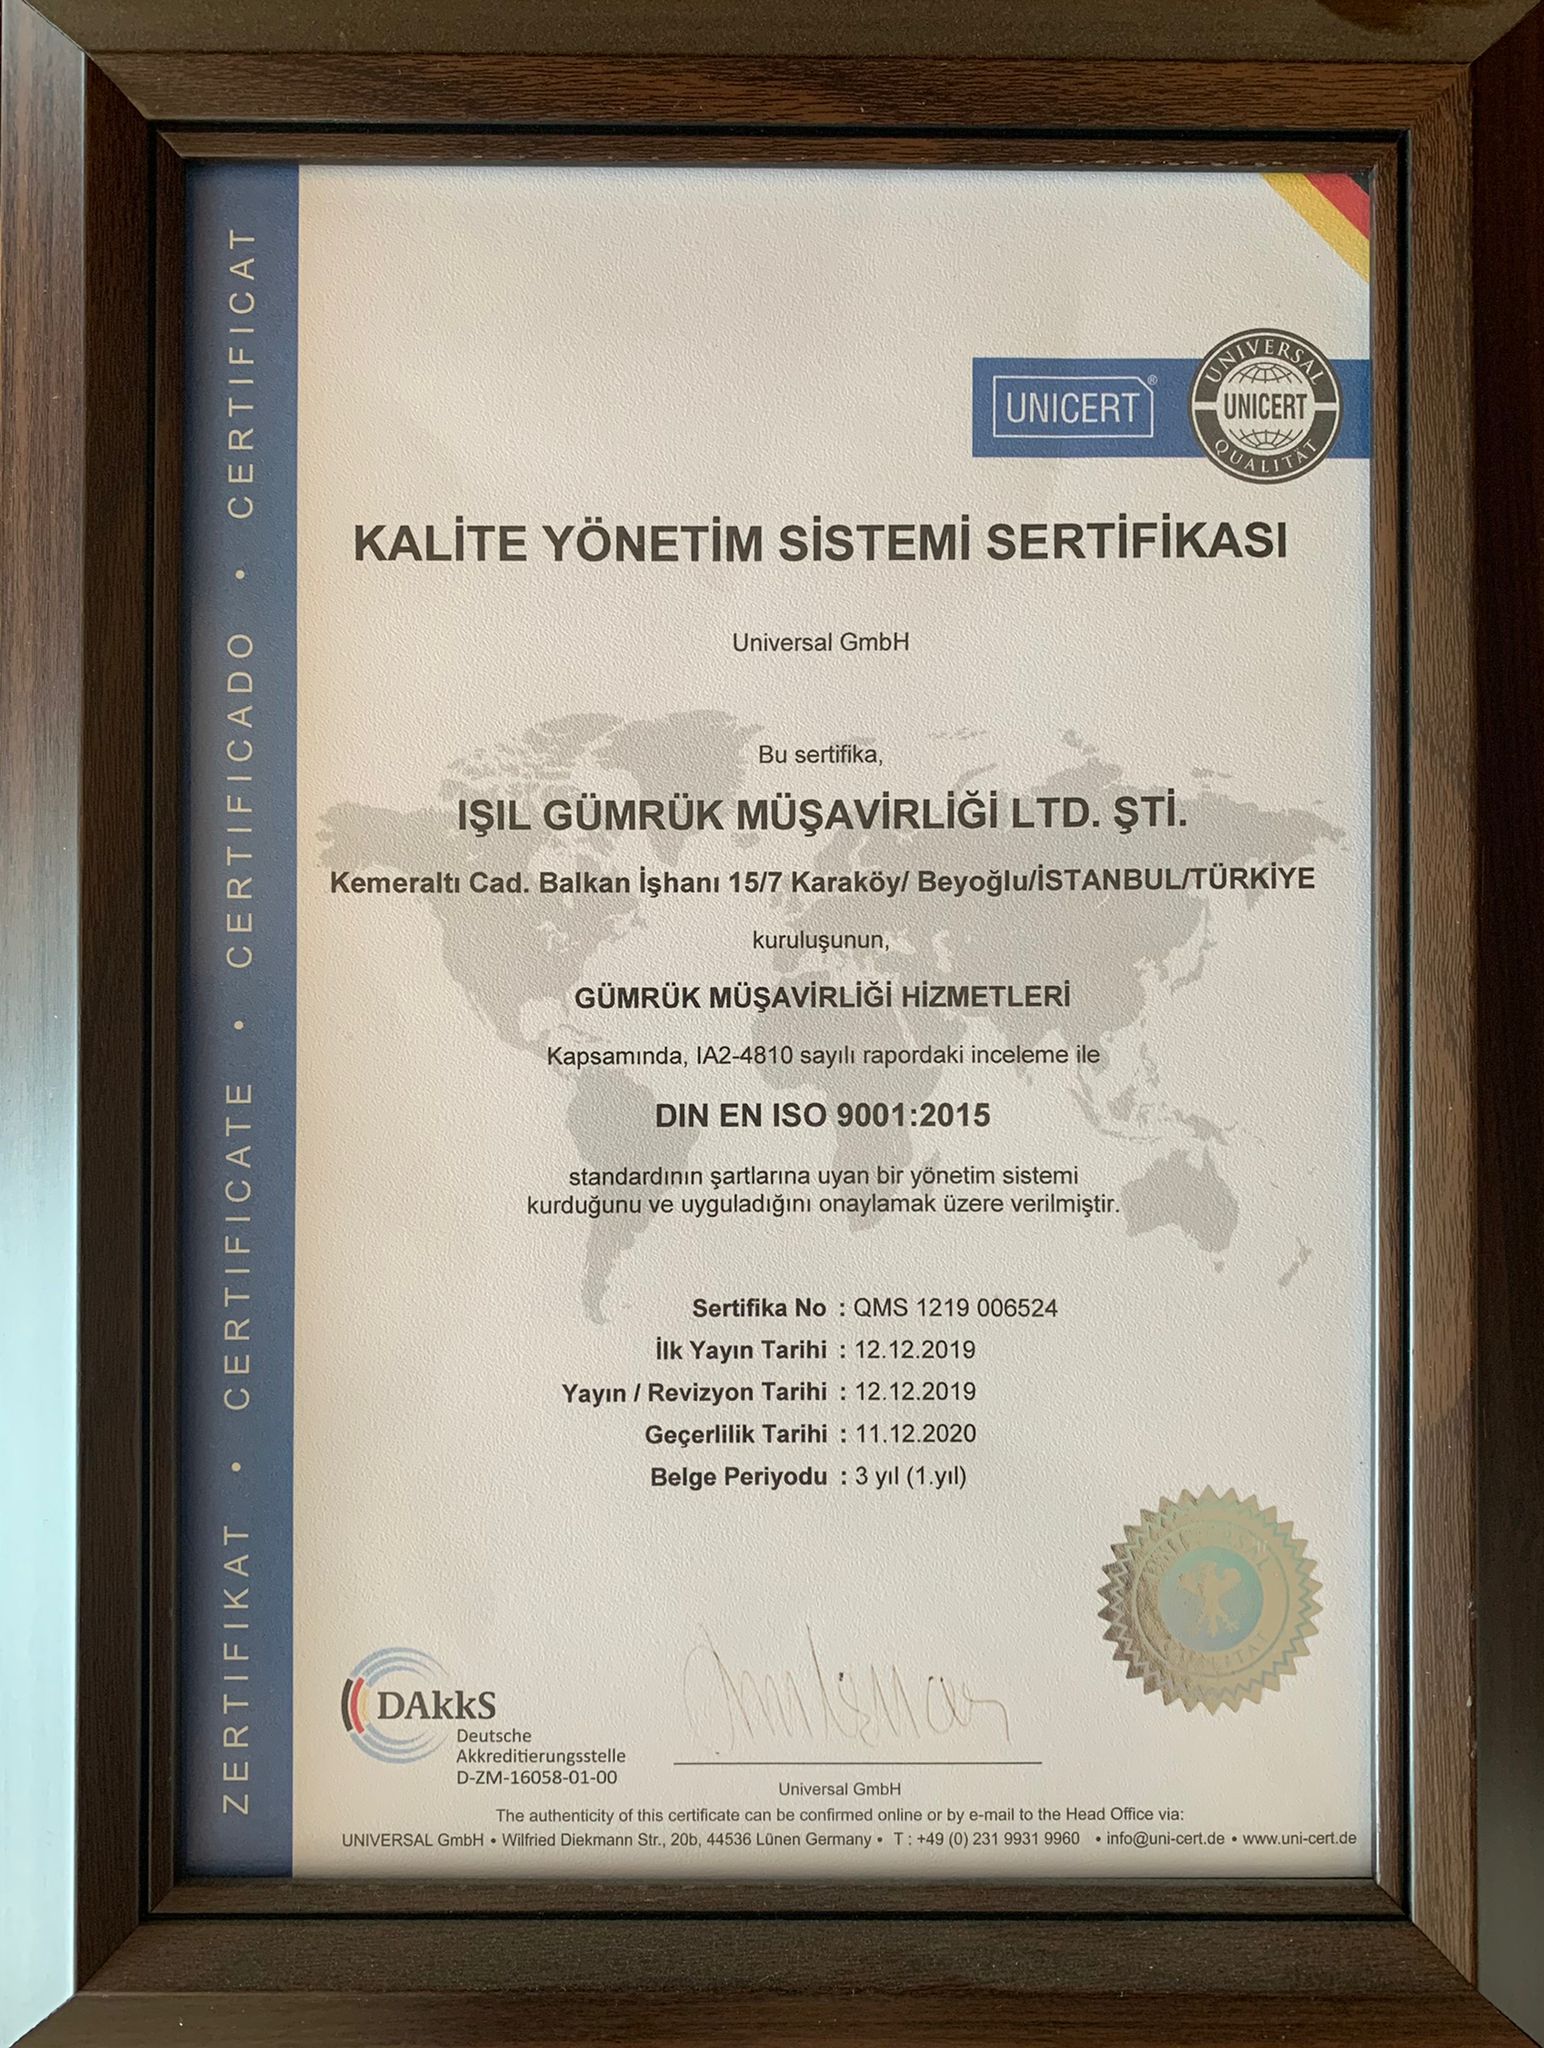 ZERTIFIKAT • CERTIFICATE • CERTIFICADO • CERTIFICAT
UNICERT®
UNIVERSAL
UNICERT
QUALITÄT
KALİTE YÖNETİM SİSTEMİ SERTİFİKASI
Universal GmbH
Bu sertifika,
IŞIL GÜMRÜK MÜŞAVİRLİĞİ LTD. ŞTİ.
Kemeraltı Cad. Balkan İşhanı 15/7 Karaköy/ Beyoğlu/İSTANBUL/TÜRKİYE
kuruluşunun,
GÜMRÜK MÜŞAVİRLİĞİ HİZMETLERİ
Kapsamında, IA2-4810 sayılı rapordaki inceleme ile
DIN EN ISO 9001:2015
standardının şartlarına uyan bir yönetim sistemi
kurduğunu ve uyguladığını onaylamak üzere verilmiştir.
Sertifika No : QMS 1219 006524
İlk Yayın Tarihi : 12.12.2019
Yayın / Revizyon Tarihi : 12.12.2019
Geçerlilik Tarihi : 11.12.2020
Belge Periyodu : 3 yıl (1.yıl)
UNIVERSAL
QUALITÄT
DAkkS
Deutsche
Akkreditierungsstelle
D-ZM-16058-01-00
Universal GmbH
The authenticity of this certificate can be confirmed online or by e-mail to the Head Office via:
UNIVERSAL GmbH • Wilfried Diekmann Str., 20b, 44536 Lünen Germany • T : +49 (0) 231 9931 9960 • info@uni-cert.de • www.uni-cert.de